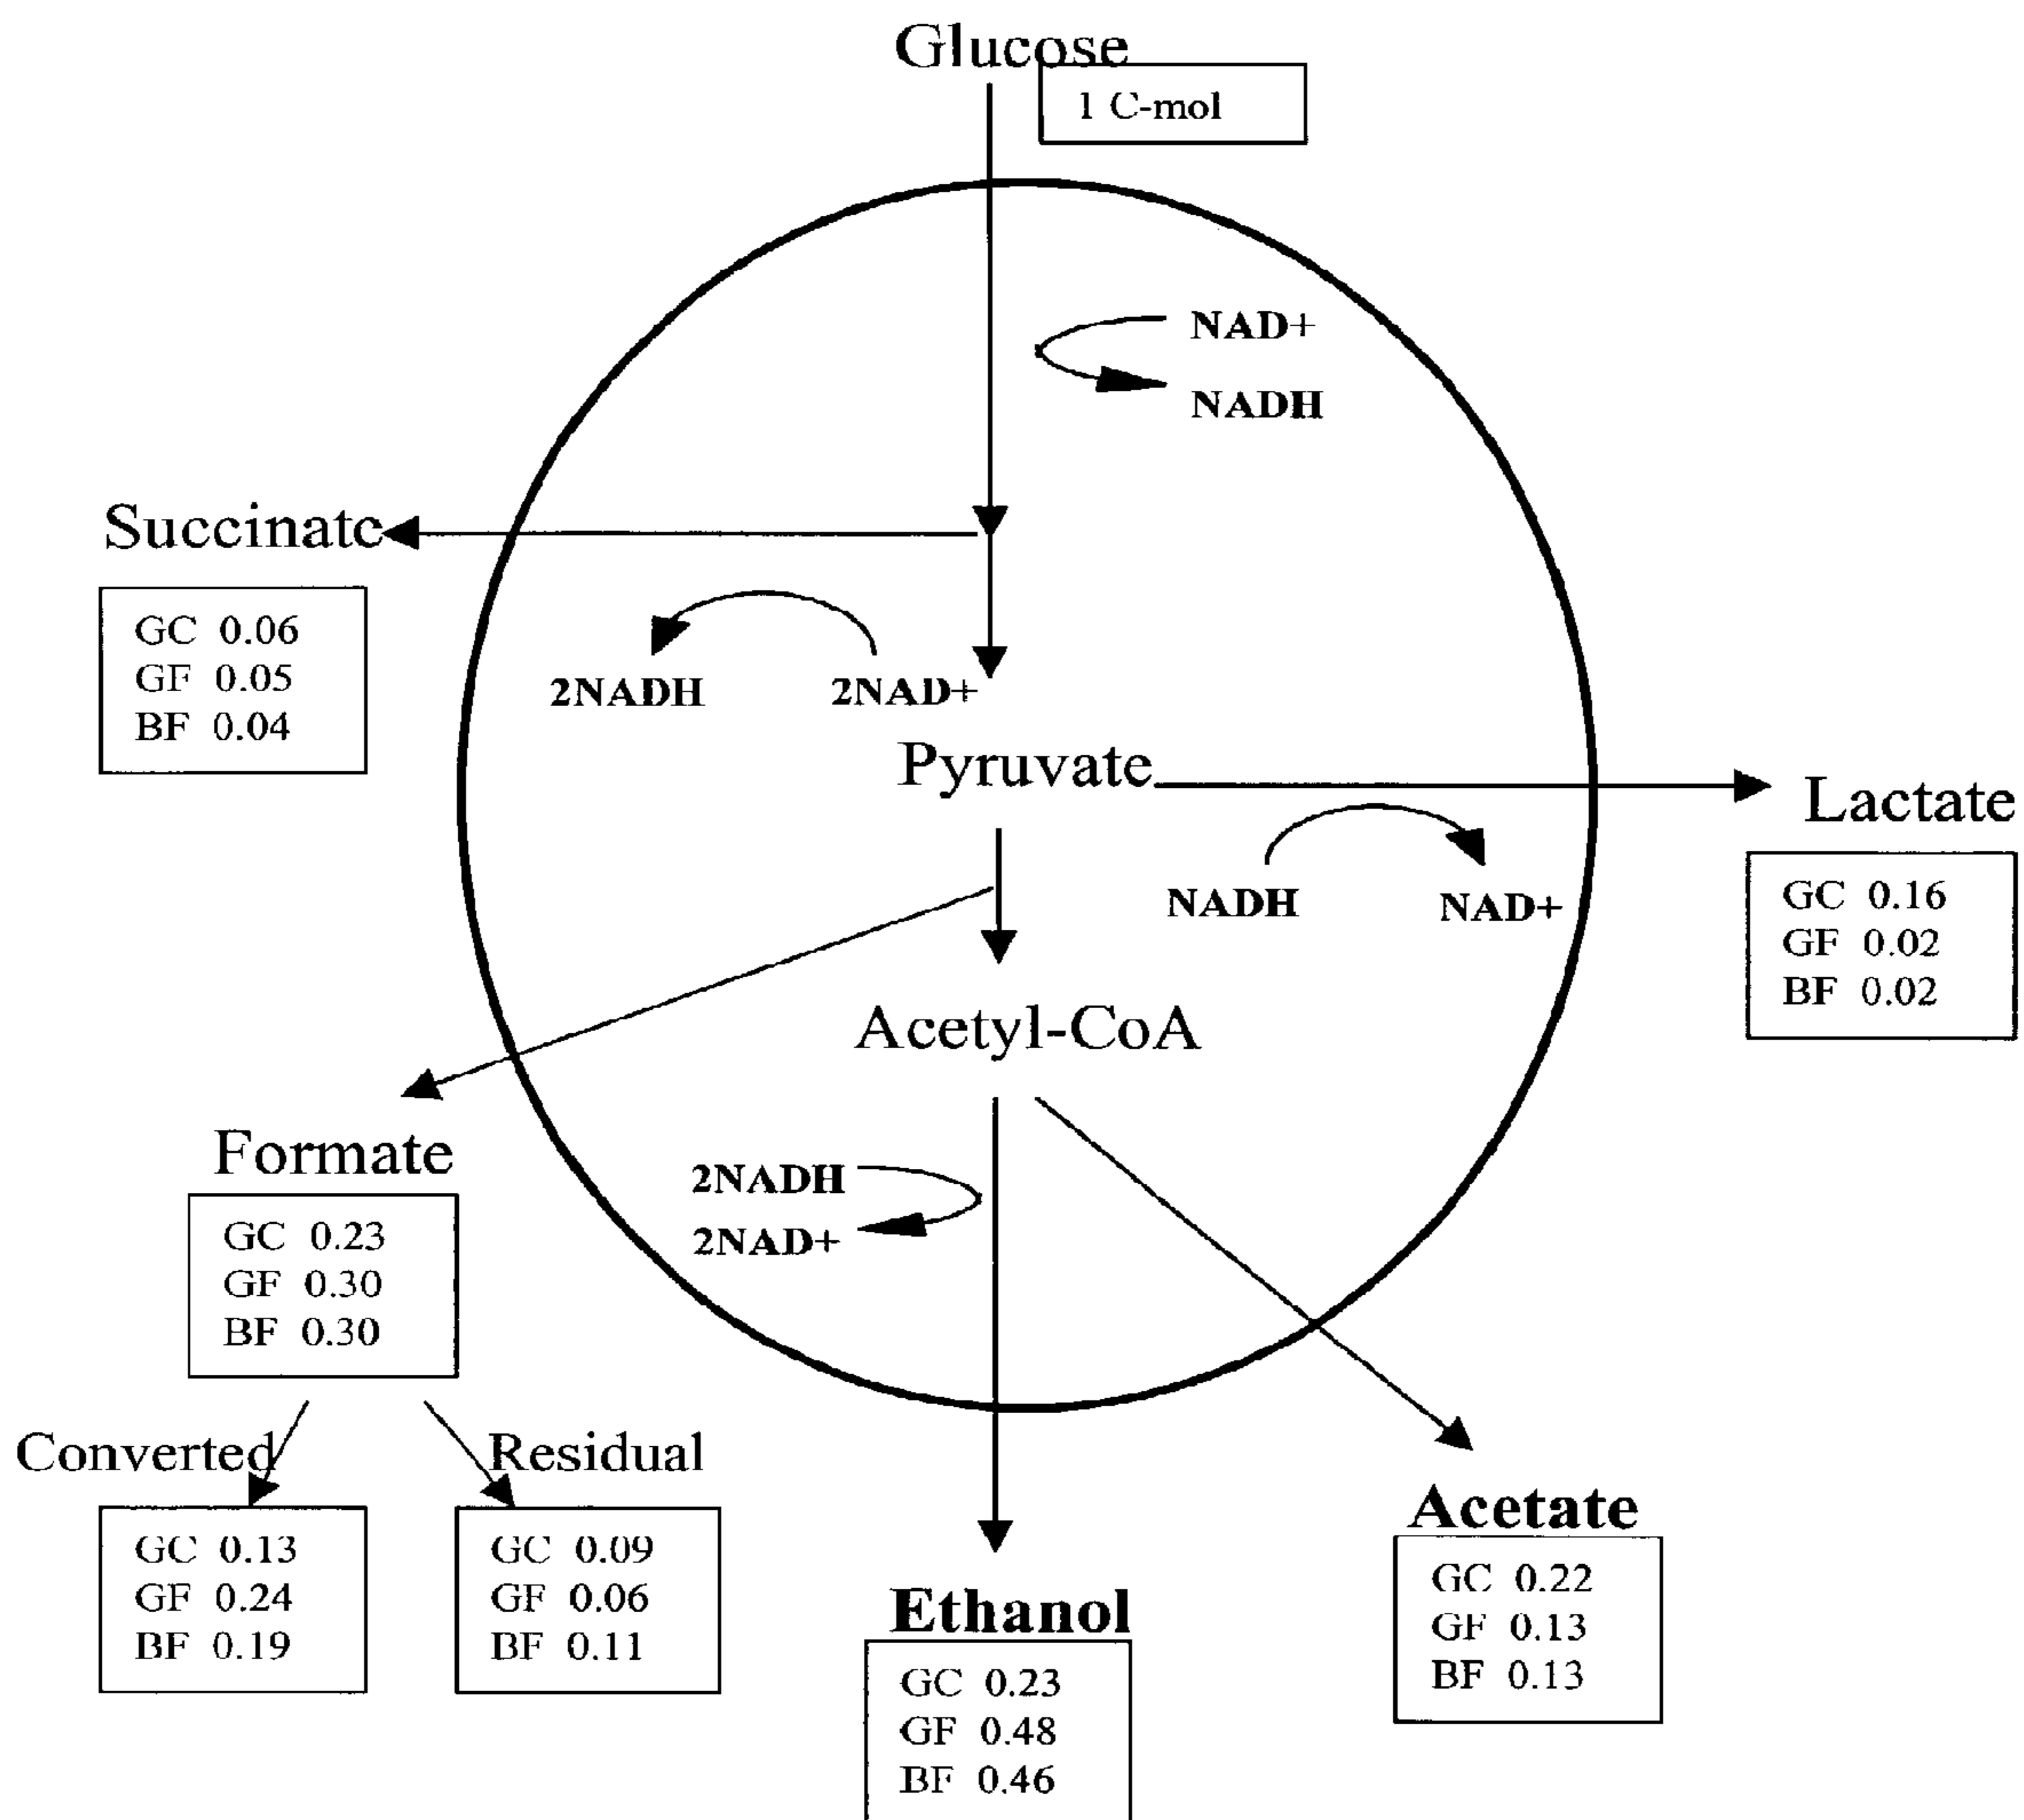 Glucose
1 C-mol
NAD+
NADH
Succinate
GC 0.06
GF 0.05
BF 0.04
2NADH
2NAD+
Pyruvate
Lactate
GC 0.16
GF 0.02
BF 0.02
NADH
NAD+
Acetyl-CoA
Formate
GC 0.23
GF 0.30
BF 0.30
2NADH
2NAD+
Converted
Residual
GC 0.13
GF 0.24
BF 0.19
GC 0.09
GF 0.06
BF 0.11
Acetate
GC 0.22
GF 0.13
BF 0.13
Ethanol
GC 0.23
GF 0.48
BF 0.46